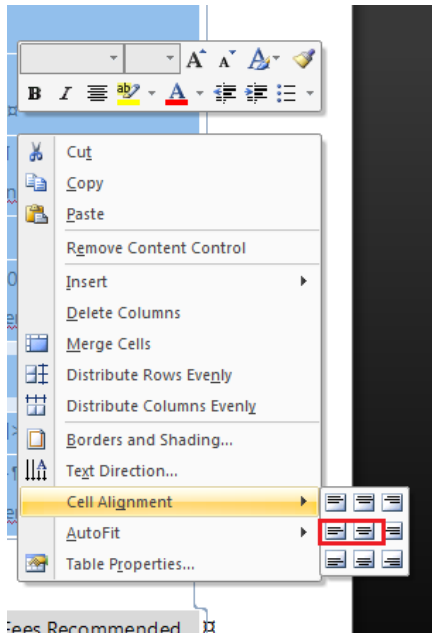 A A A
B I ab A
Cut
Copy
Paste
Remove Content Control
Insert
Delete Columns
Merge Cells
Distribute Rows Evenly
Distribute Columns Evenly
Borders and Shading...
Text Direction...
Cell Alignment
AutoFit
Table Properties...
Fees Recommended